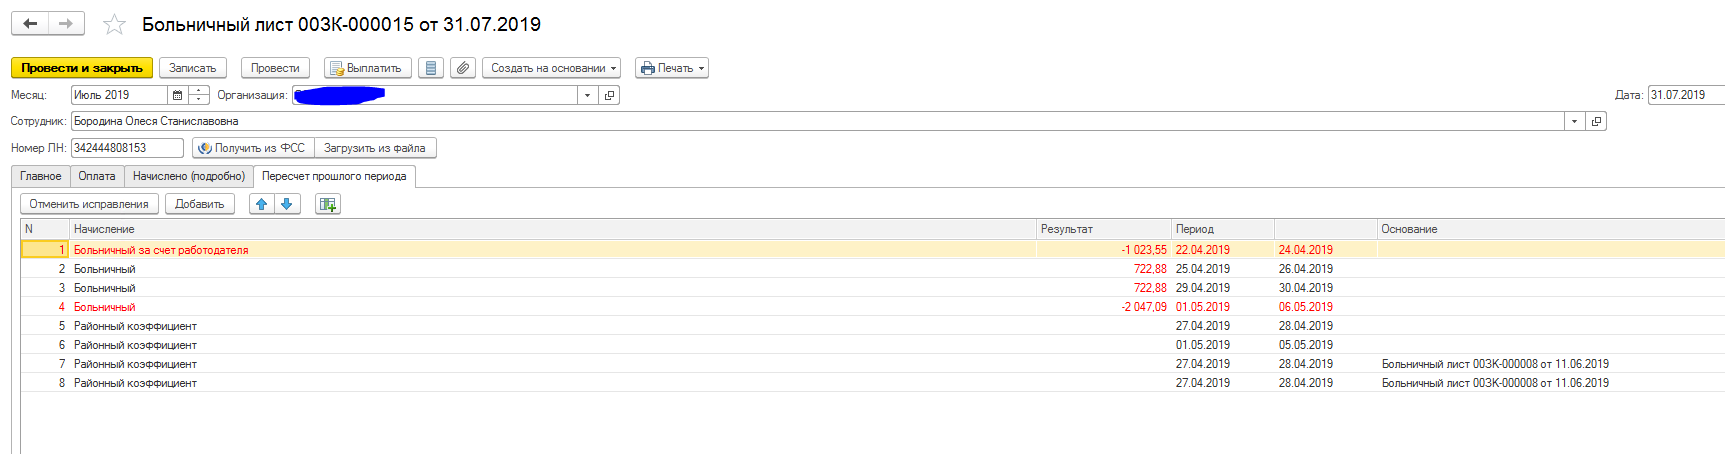 Больничный лист 00ЗК-000015 от 31.07.2019
Провести и закрыть Записать Провести Выплатить Создать на основании Печать
Месяц: Июль 2019 Организация: Дата: 31.07.2019
Сотрудник: Бородина Олеся Станиславовна
Номер ЛН: 342444808153 Получить из ФСС Загрузить из файла
Главное Оплата Начислено (подробно) Пересчет прошлого периода
Отменить исправления Добавить
N Начисление Результат Период Основание
1 Больничный за счет работодателя -1 023,55 22.04.2019 24.04.2019
2 Больничный 722,88 25.04.2019 26.04.2019
3 Больничный 722,88 29.04.2019 30.04.2019
4 Больничный -2 047,09 01.05.2019 06.05.2019
5 Районный коэффициент 27.04.2019 28.04.2019
6 Районный коэффициент 01.05.2019 05.05.2019
7 Районный коэффициент 27.04.2019 28.04.2019 Больничный лист 00ЗК-000008 от 11.06.2019
8 Районный коэффициент 27.04.2019 28.04.2019 Больничный лист 00ЗК-000008 от 11.06.2019